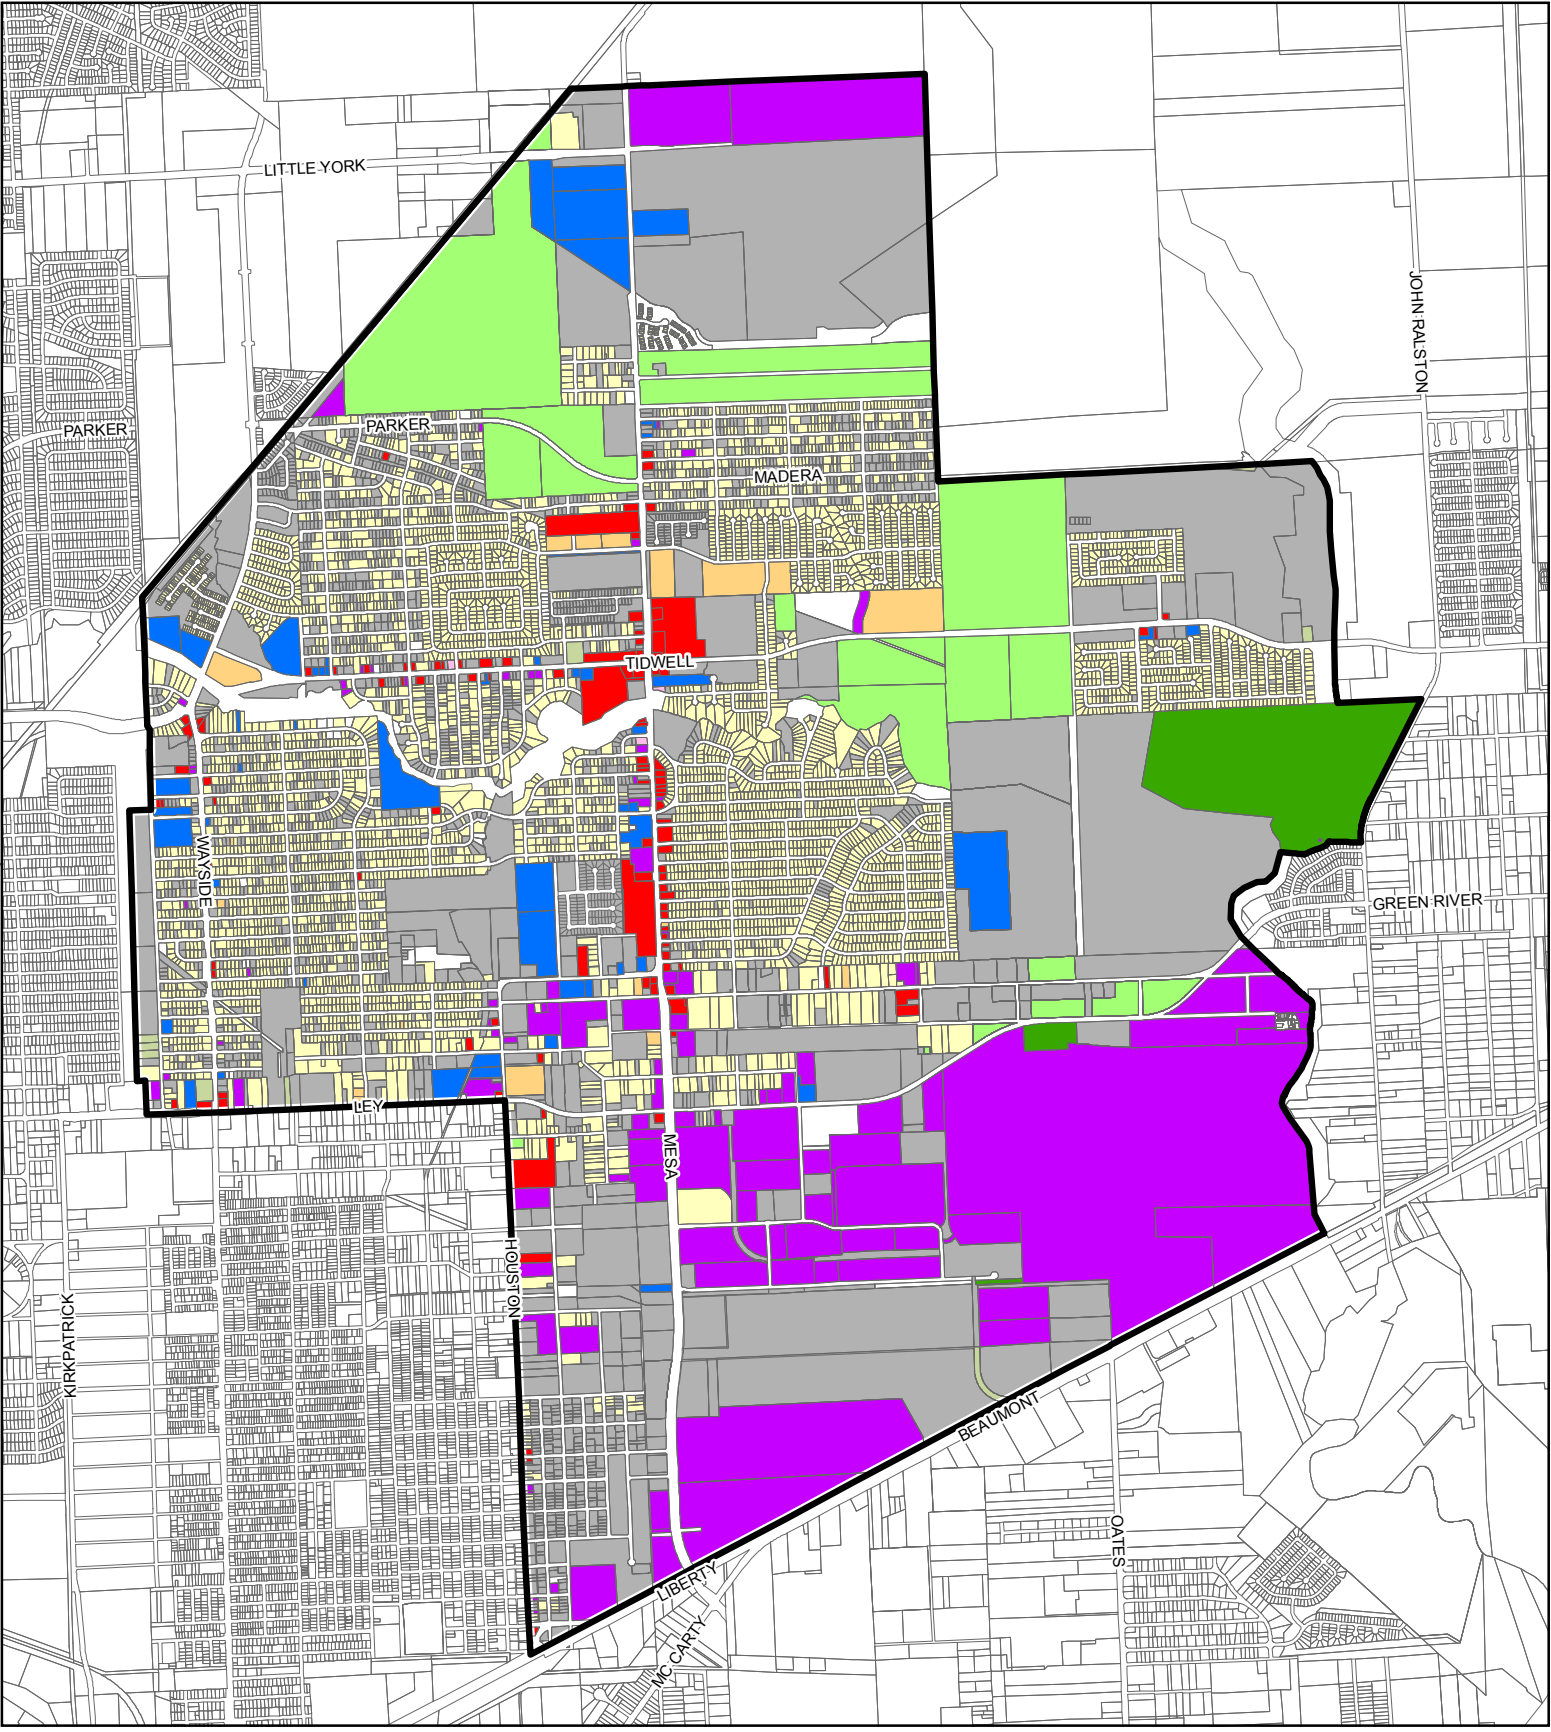 LITTLE YORK
JOHN RALSTON
PARKER
PARKER
MADERA
TIDWELL
WAYSIDE
GREEN RIVER
LEY
MESA
HOUSTON
KIRKPATRICK
BEAUMONT
OATES
LIBERTY
MC CARTY